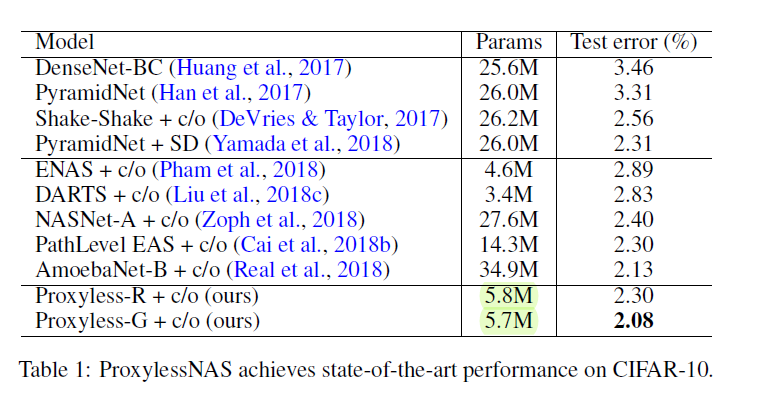 Model Params Test error (%)
DenseNet-BC (Huang et al., 2017) 25.6M 3.46
PyramidNet (Han et al., 2017) 26.0M 3.31
Shake-Shake + c/o (DeVries & Taylor, 2017) 26.2M 2.56
PyramidNet + SD (Yamada et al., 2018) 26.0M 2.31
ENAS + c/o (Pham et al., 2018) 4.6M 2.89
DARTS + c/o (Liu et al., 2018c) 3.4M 2.83
NASNet-A + c/o (Zoph et al., 2018) 27.6M 2.40
PathLevel EAS + c/o (Cai et al., 2018b) 14.3M 2.30
AmoebaNet-B + c/o (Real et al., 2018) 34.9M 2.13
Proxyless-R + c/o (ours) 5.8M 2.30
Proxyless-G + c/o (ours) 5.7M 2.08
Table 1: ProxylessNAS achieves state-of-the-art performance on CIFAR-10.